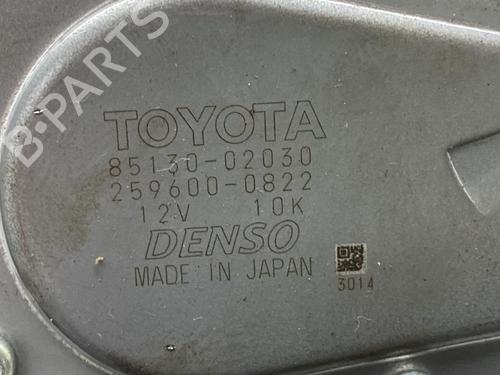 B-PARTS
TOYOTA
85130-02030
259600-0822
12V 10K
DENSO
MADE IN JAPAN
3014